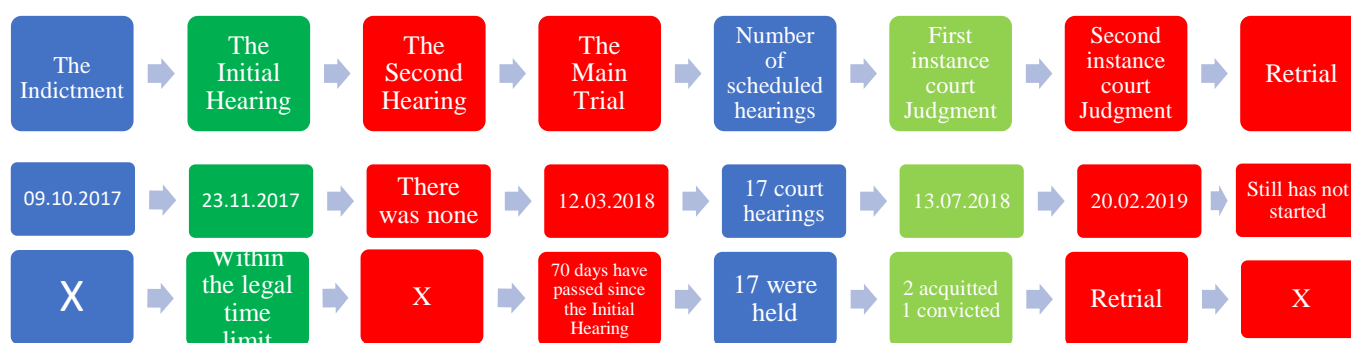 The
Indictment
The
Initial
Hearing
The
Second
Hearing
The
Main
Trial
Number
of
scheduled
hearings
First
instance
court
Judgment
Second
instance
court
Judgment
Retrial
09.10.2017
23.11.2017
There
was none
12.03.2018
17 court
hearings
13.07.2018
20.02.2019
Still has not
started
X
Within
the legal
time
limit
X
70 days have
passed since
the Initial
Hearing
17 were
held
2 acquitted
1 convicted
Retrial
X